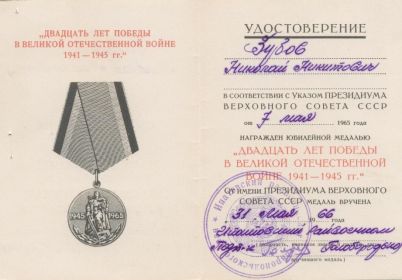 „ДВАДЦАТЬ ЛЕТ ПОБЕДЫ
В ВЕЛИКОЙ ОТЕЧЕСТВЕННОЙ ВОЙНЕ
1941—1945 гг."
1945 1965
УДОСТОВЕРЕНИЕ
Зубов
Николай Никитович
В СООТВЕТСТВИИ С УКАЗОМ ПРЕЗИДИУМА
ВЕРХОВНОГО СОВЕТА СССР
от 7 мая 1965 года
НАГРАЖДЕН ЮБИЛЕЙНОЙ МЕДАЛЬЮ
„ДВАДЦАТЬ ЛЕТ ПОБЕДЫ
В ВЕЛИКОЙ ОТЕЧЕСТВЕННОЙ
ВОЙНЕ 1941—1945 гг."
ОТ ИМЕНИ ПРЕЗИДИУМА ВЕРХОВНОГО
СОВЕТА СССР МЕДАЛЬ ВРУЧЕНА
31 мая 66